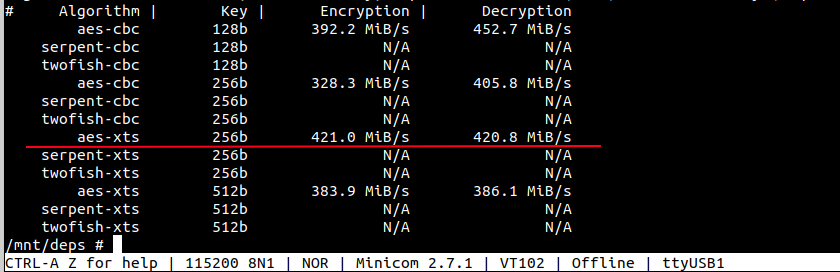 #     Algorithm |       Key |      Encryption |      Decryption
        aes-cbc        128b       392.2 MiB/s       452.7 MiB/s
    serpent-cbc        128b               N/A               N/A
    twofish-cbc        128b               N/A               N/A
        aes-cbc        256b       328.3 MiB/s       405.8 MiB/s
    serpent-cbc        256b               N/A               N/A
    twofish-cbc        256b               N/A               N/A
        aes-xts        256b       421.0 MiB/s       420.8 MiB/s
    serpent-xts        256b               N/A               N/A
    twofish-xts        256b               N/A               N/A
        aes-xts        512b       383.9 MiB/s       386.1 MiB/s
    serpent-xts        512b               N/A               N/A
    twofish-xts        512b               N/A               N/A
/mnt/deps #
CTRL-A Z for help | 115200 8N1 | NOR | Minicom 2.7.1 | VT102 | Offline | ttyUSB1